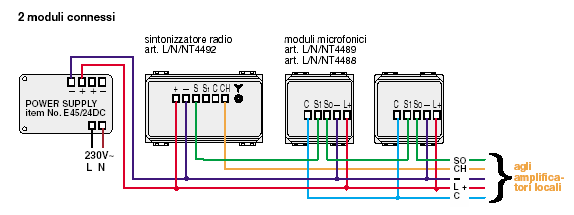 2 moduli connessi
sintonizzatore radio
art. L/N/NT4492
moduli microfonici
art. L/N/NT4489
art. L/N/NT4488
− + + −
POWER SUPPLY
item No. E45/24DC
230V~
L N
+ − S S1 C CH
C S1 So − L+
C S1 So − L+
SO
CH
−
L +
C
agli
amplifica-
tori locali